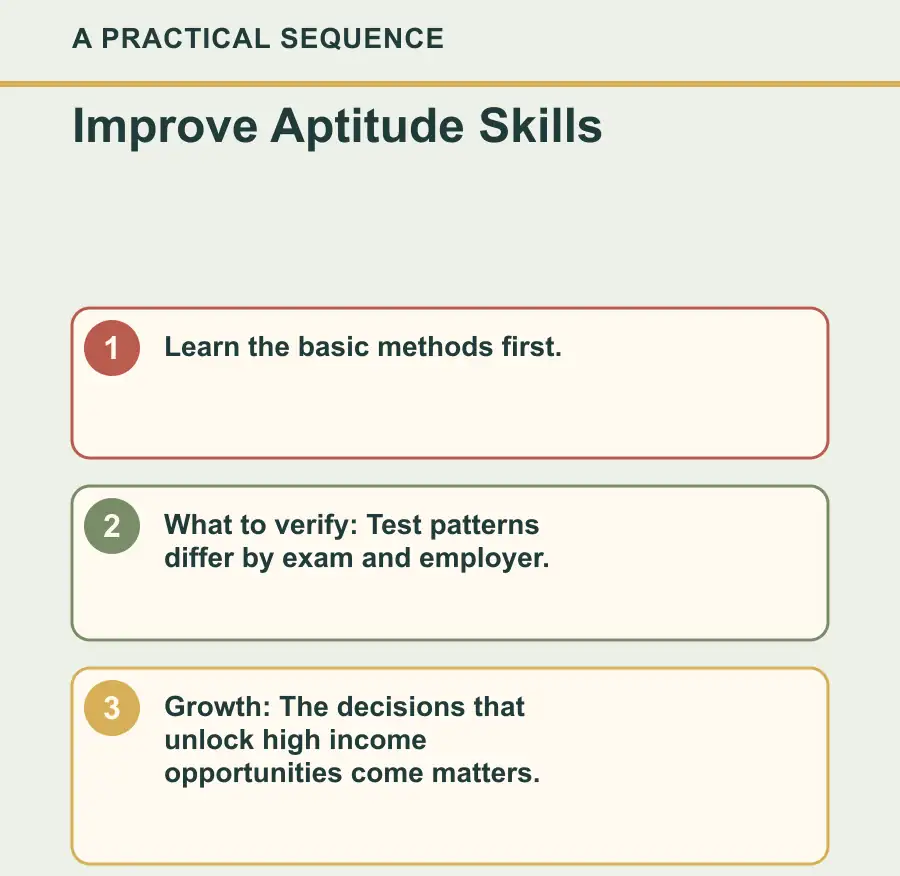 A PRACTICAL SEQUENCE
Improve Aptitude Skills
1
Learn the basic methods first.
2
What to verify: Test patterns
differ by exam and employer.
3
Growth: The decisions that
unlock high income
opportunities come matters.